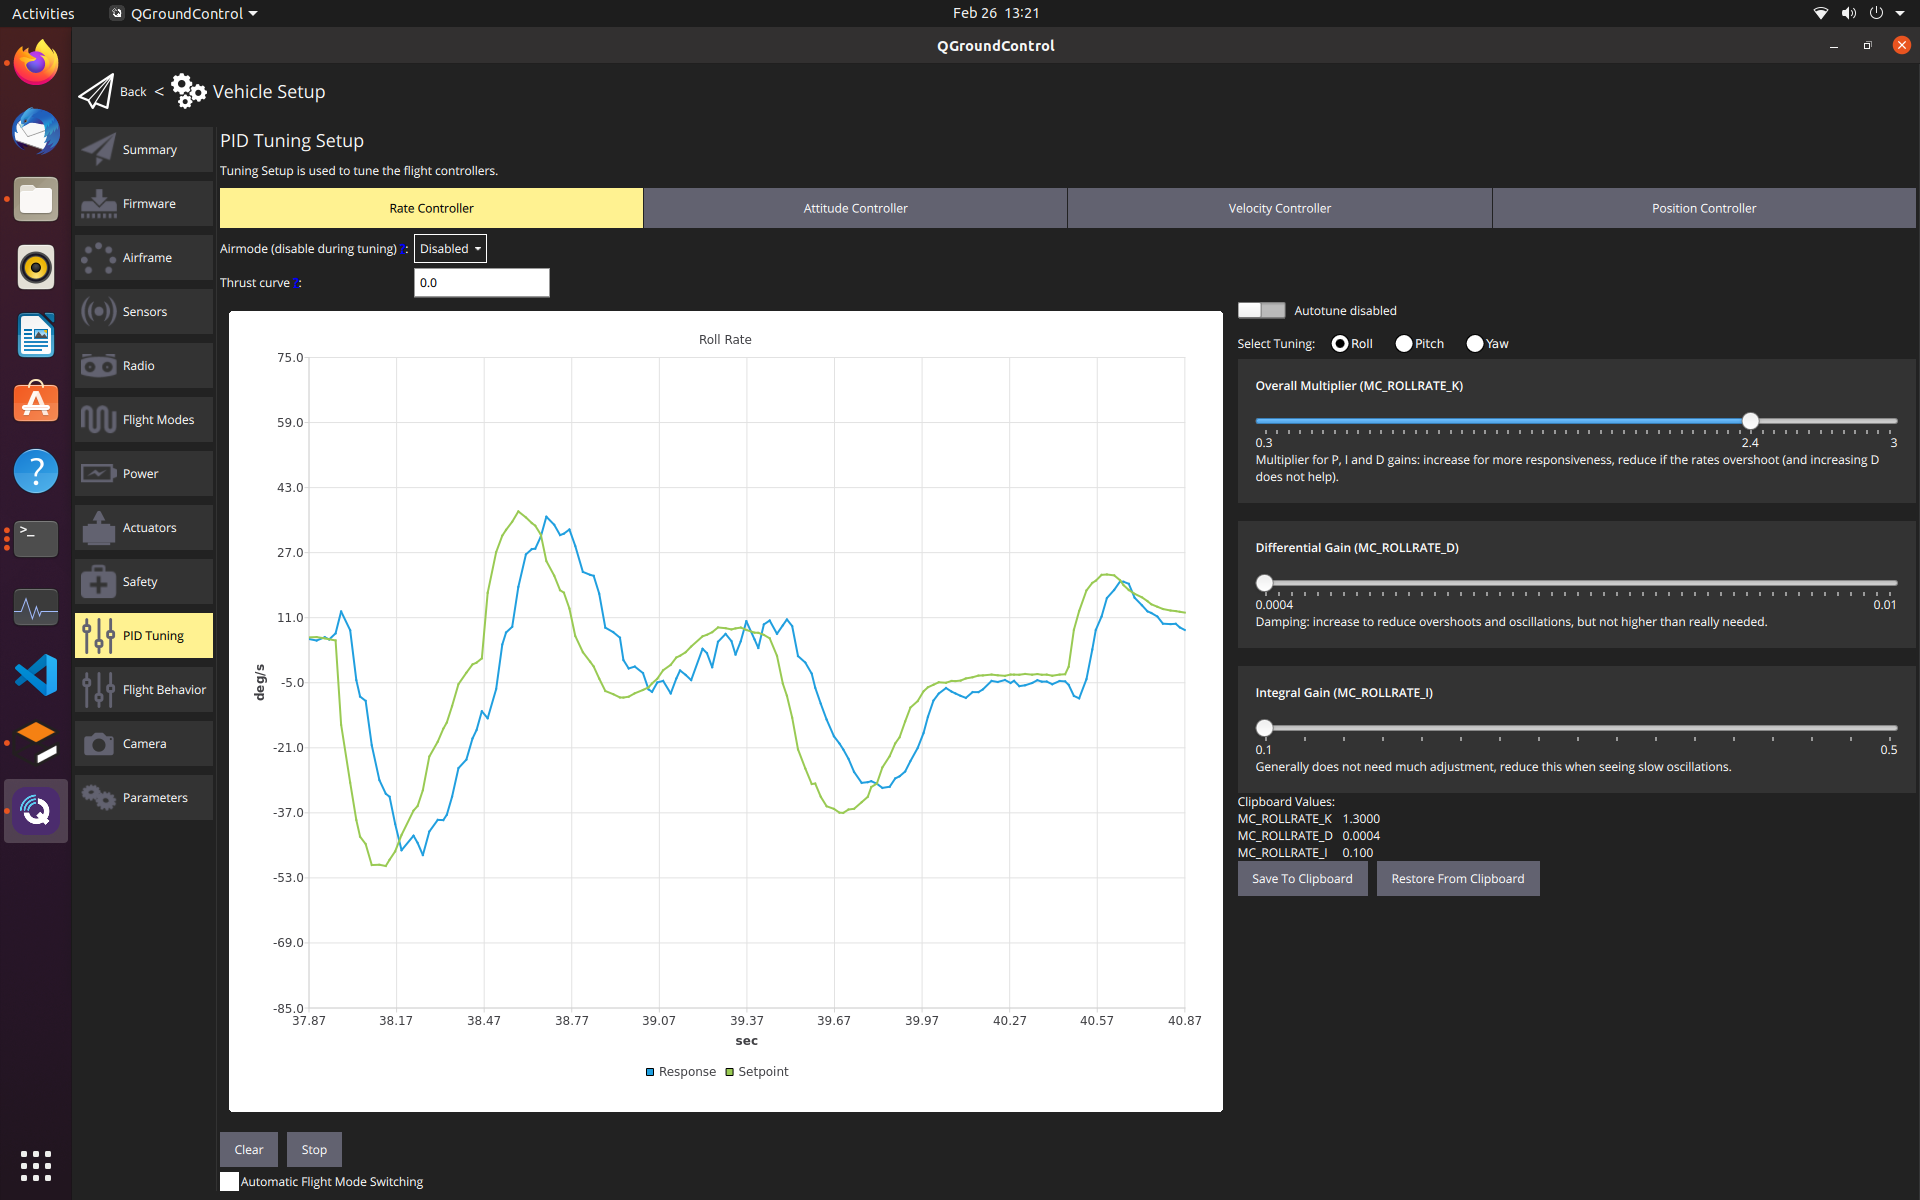 Activities
QGroundControl
Feb 26 13:21
QGroundControl
Back < Vehicle Setup
Summary
Firmware
Airframe
Sensors
Radio
Flight Modes
Power
Actuators
Safety
PID Tuning
Flight Behavior
Camera
Parameters
PID Tuning Setup
Tuning Setup is used to tune the flight controllers.
Rate Controller
Attitude Controller
Velocity Controller
Position Controller
Airmode (disable during tuning) ?:
Disabled
Thrust curve ?:
0.0
Roll Rate
75.0
59.0
43.0
27.0
11.0
-5.0
-21.0
-37.0
-53.0
-69.0
-85.0
deg/s
37.87 38.17 38.47 38.77 39.07 39.37 39.67 39.97 40.27 40.57 40.87
sec
Response Setpoint
Clear
Stop
Automatic Flight Mode Switching
Autotune disabled
Select Tuning: Roll Pitch Yaw
Overall Multiplier (MC_ROLLRATE_K)
0.3 2.4 3
Multiplier for P, I and D gains: increase for more responsiveness, reduce if the rates overshoot (and increasing D
does not help).
Differential Gain (MC_ROLLRATE_D)
0.0004 0.01
Damping: increase to reduce overshoots and oscillations, but not higher than really needed.
Integral Gain (MC_ROLLRATE_I)
0.1 0.5
Generally does not need much adjustment, reduce this when seeing slow oscillations.
Clipboard Values:
MC_ROLLRATE_K 1.3000
MC_ROLLRATE_D 0.0004
MC_ROLLRATE_I 0.100
Save To Clipboard
Restore From Clipboard